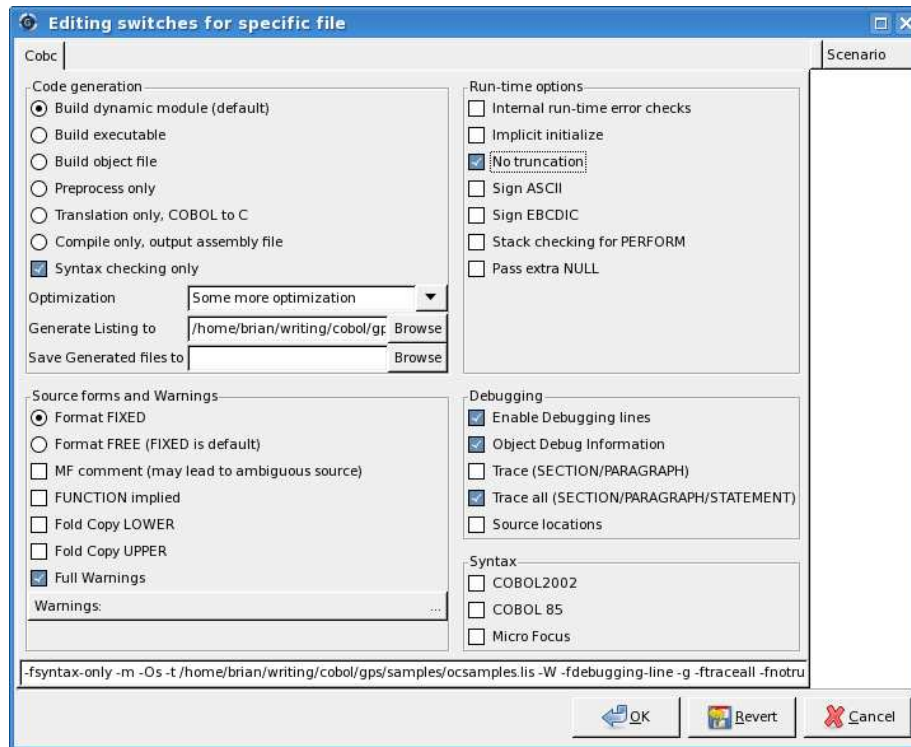 Editing switches for specific file
Cobc
Scenario
Code generation
Build dynamic module (default)
Build executable
Build object file
Preprocess only
Translation only, COBOL to C
Compile only, output assembly file
Syntax checking only
Optimization Some more optimization
Generate Listing to /home/brian/writing/cobol/gp Browse
Save Generated files to Browse
Run-time options
Internal run-time error checks
Implicit initialize
No truncation
Sign ASCII
Sign EBCDIC
Stack checking for PERFORM
Pass extra NULL
Source forms and Warnings
Format FIXED
Format FREE (FIXED is default)
MF comment (may lead to ambiguous source)
FUNCTION implied
Fold Copy LOWER
Fold Copy UPPER
Full Warnings
Warnings: ...
Debugging
Enable Debugging lines
Object Debug Information
Trace (SECTION/PARAGRAPH)
Trace all (SECTION/PARAGRAPH/STATEMENT)
Source locations
Syntax
COBOL2002
COBOL 85
Micro Focus
-fsyntax-only -m -Os -t /home/brian/writing/cobol/gps/samples/ocsamples.lis -W -fdebugging-line -g -ftraceall -fnotru
OK Revert Cancel